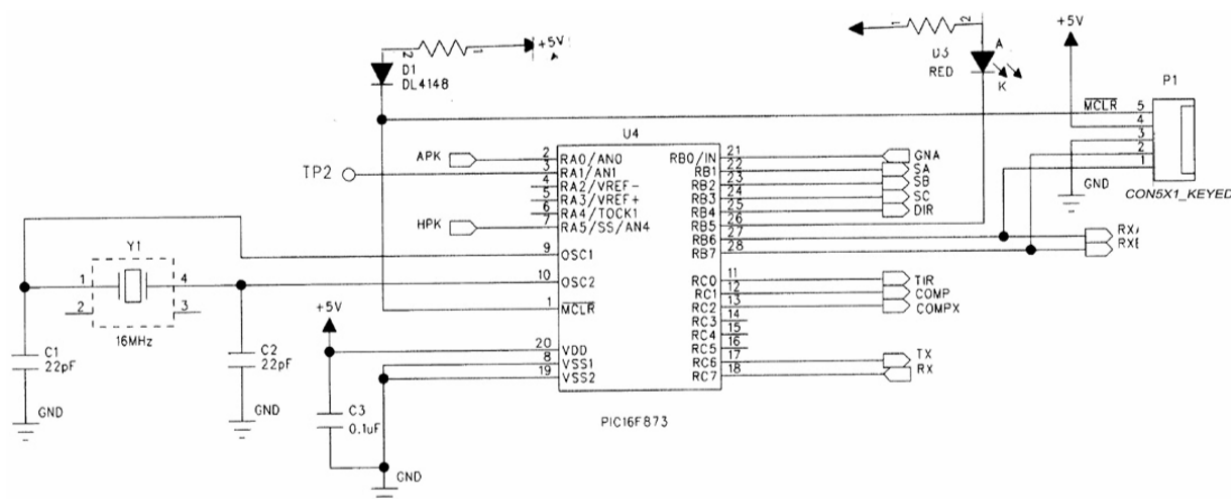 +5V
2
1
D1
DL4148
1
2
D3
A
RED
K
+5V
P1
MCLR
5
4
3
2
1
GND
CON5X1_KEYED
U4
APK
2
RA0/AN0
TP2
3
RA1/AN1
4
RA2/VREF-
5
RA3/VREF+
6
RA4/TOCK1
HPK
7
RA5/SS/AN4
9
OSC1
10
OSC2
1
MCLR
20
VDD
8
VSS1
19
VSS2
RB0/IN
21
GNA
RB1
22
SA
RB2
23
SB
RB3
24
SC
RB4
25
DIR
RB5
26
RB6
27
RB7
28
RC0
11
TIR
RC1
12
COMP
RC2
13
COMPX
RC3
14
RC4
15
RC5
16
RC6
17
TX
RC7
18
RX
PIC16F873
Y1
1
4
2
3
16MHz
C1
22pF
GND
C2
22pF
GND
+5V
C3
0.1uF
GND